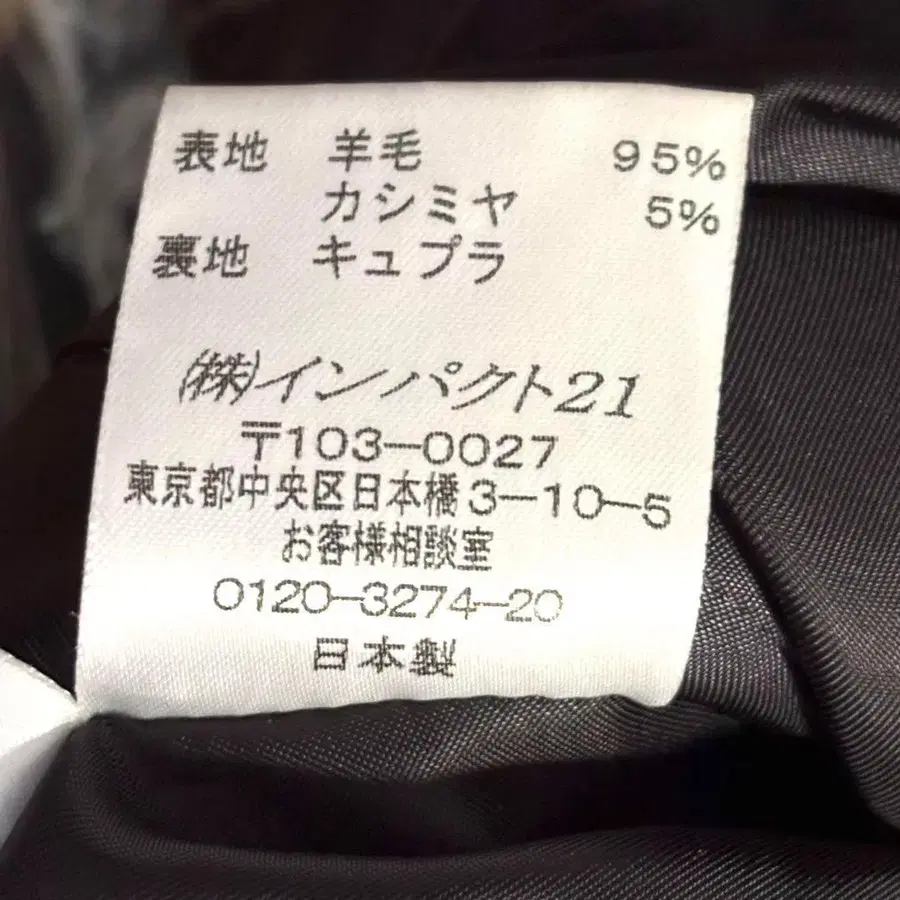 表地 羊毛 95%
カシミヤ 5%
裏地 キュプラ
㈱インパクト21
〒103-0027
東京都中央区日本橋3-10-5
お客様相談室
0120-3274-20
日本製